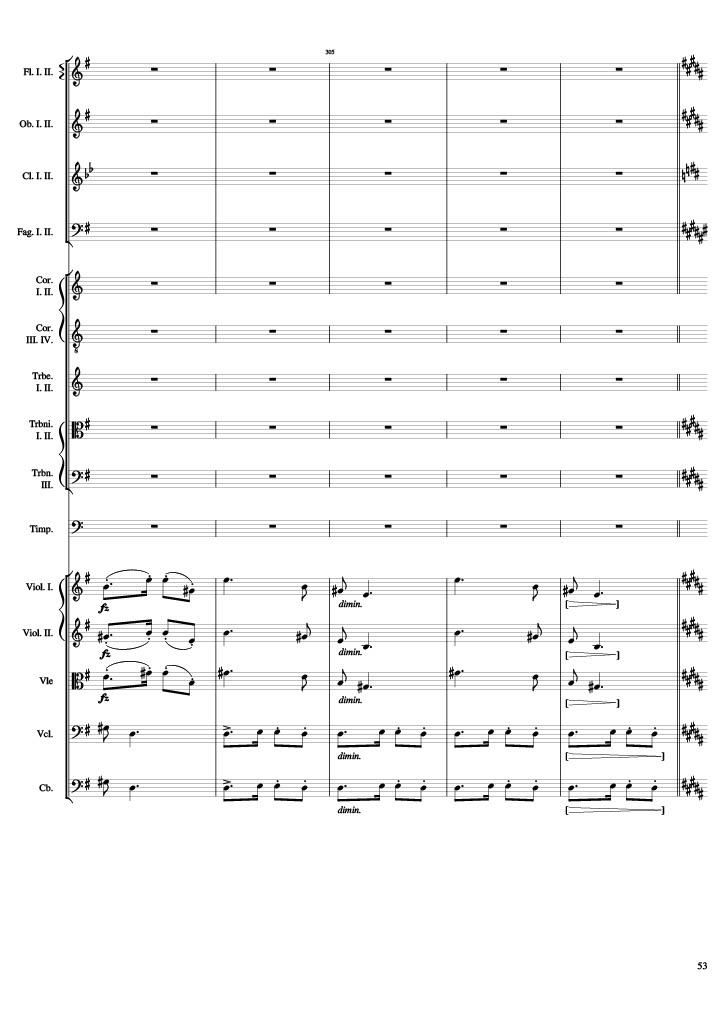 305
Fl. I. II.
Ob. I. II.
Cl. I. II.
Fag. I. II.
Cor.
I. II.
Cor.
III. IV.
8
Trbe.
I. II.
Trbni.
I. II.
Trbn.
III.
Timp.
Viol. I.
fz
dimin.
[ ]
Viol. II.
fz
dimin.
[ ]
Vle
fz
dimin.
[ ]
Vcl.
dimin.
[ ]
Cb.
dimin.
[ ]
53